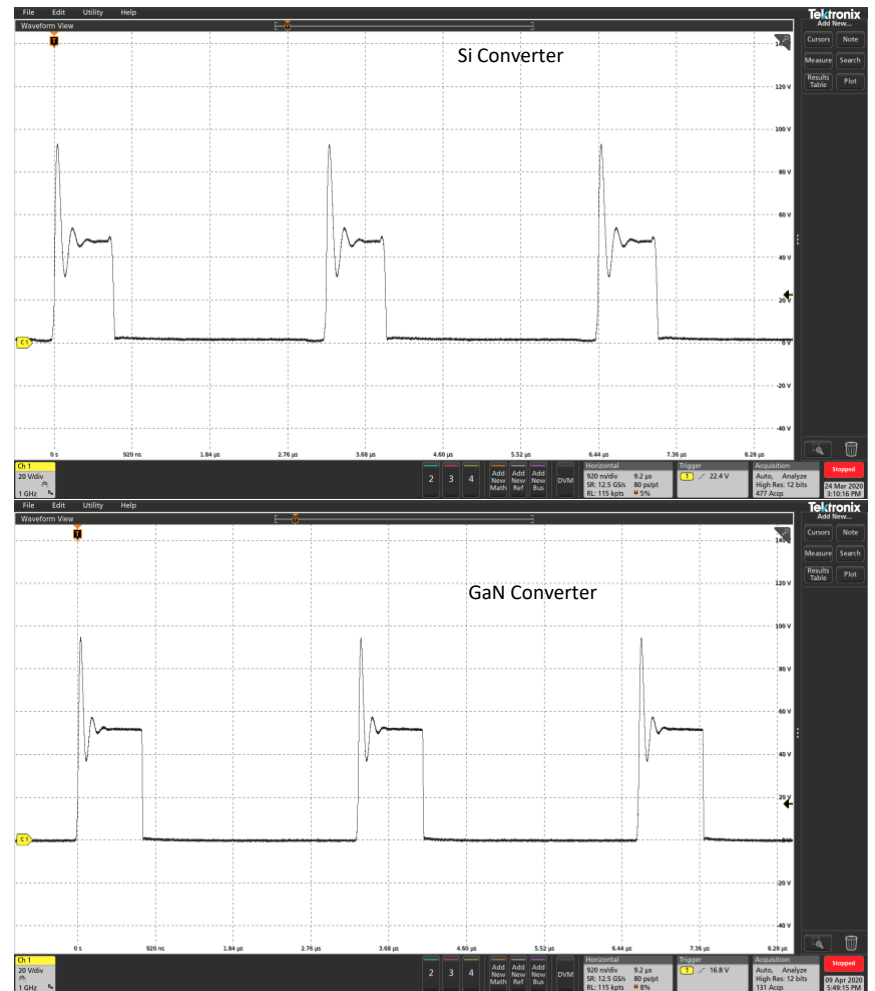 File Edit Utility Help
Tektronix
Waveform View
Add New...
T
Si Converter
Cursors Note
Measure Search
Results Table Plot
120 V
100 V
80 V
60 V
40 V
20 V
C1
0 V
-20 V
-40 V
0 s 920 ns 1.84 µs 2.76 µs 3.68 µs 4.60 µs 5.52 µs 6.44 µs 7.36 µs 8.28 µs
Ch 1
20 V/div
1 GHz
2 3 4
Add New Math
Add New Ref
Add New Bus
DVM
Horizontal
920 ns/div 9.2 µs
SR: 12.5 GS/s 80 ps/pt
RL: 115 kpts 5%
Trigger
1 22.4 V
Acquisition
Auto, Analyze
High Res: 12 bits
477 Acqs
Stopped
24 Mar 2020
3:10:16 PM
File Edit Utility Help
Tektronix
Waveform View
Add New...
T
GaN Converter
Cursors Note
Measure Search
Results Table Plot
120 V
100 V
80 V
60 V
40 V
20 V
C1
-20 V
-40 V
0 s 920 ns 1.84 µs 2.76 µs 3.68 µs 4.60 µs 5.52 µs 6.44 µs 7.36 µs 8.28 µs
Ch 1
20 V/div
1 GHz
2 3 4
Add New Math
Add New Ref
Add New Bus
DVM
Horizontal
920 ns/div 9.2 µs
SR: 12.5 GS/s 80 ps/pt
RL: 115 kpts 8%
Trigger
1 16.8 V
Acquisition
Auto, Analyze
High Res: 12 bits
131 Acqs
Stopped
09 Apr 2020
5:49:15 PM